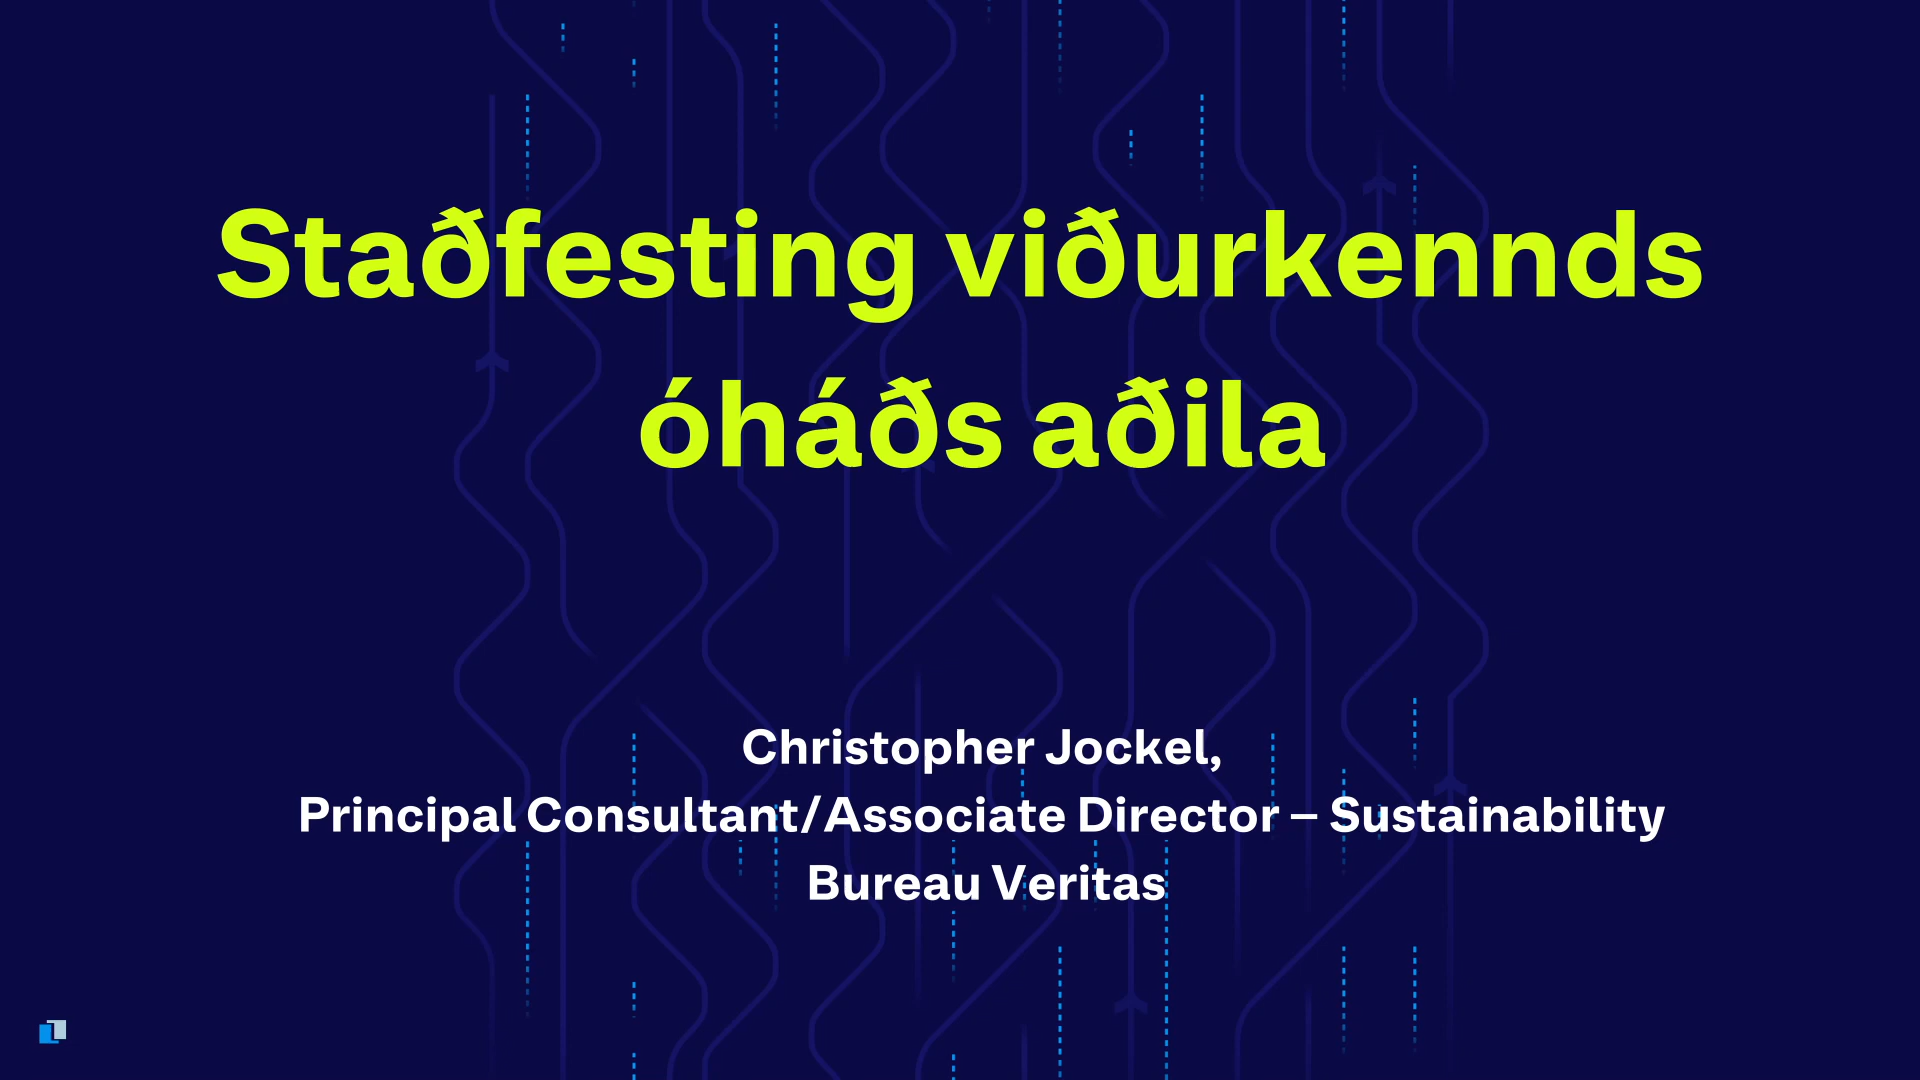 Staðfesting viðurkennds
óháðs aðila
Christopher Jockel,
Principal Consultant/Associate Director – Sustainability
Bureau Veritas